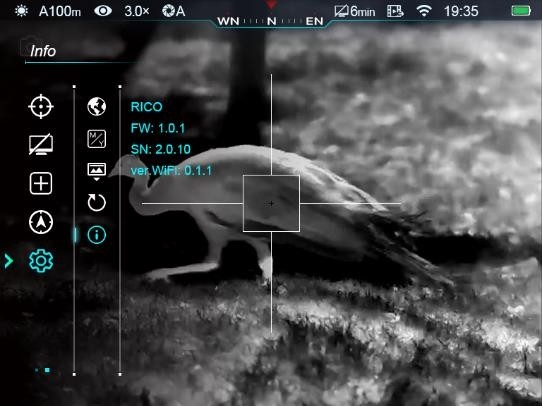 A100m 3.0× A 6min 19:35
WN N EN
Info
RICO
FW: 1.0.1
SN: 2.0.10
ver.WiFi: 0.1.1
M/Y